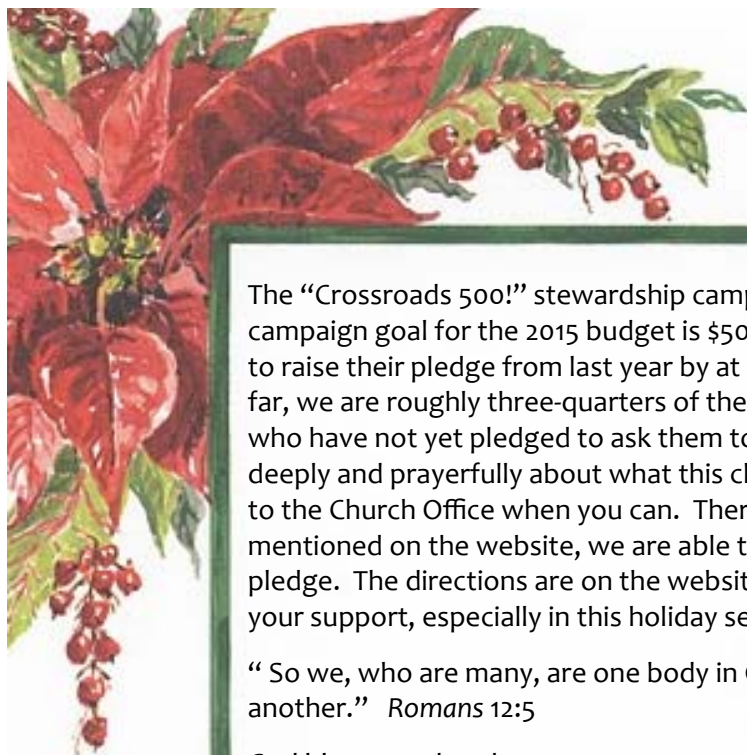 The “Crossroads 500!” stewardship camp
campaign goal for the 2015 budget is $50
to raise their pledge from last year by at
far, we are roughly three-quarters of the
who have not yet pledged to ask them to
deeply and prayerfully about what this cl
to the Church Office when you can.  Ther
mentioned on the website, we are able t
pledge.  The directions are on the websit
your support, especially in this holiday se
“ So we, who are many, are one body in
another.”   Romans 12:5